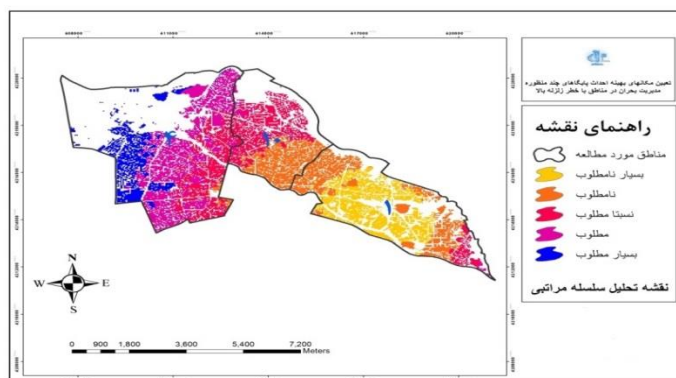 تعیین مکانهای بهینه احداث پایگاههای چند منظوره
مدیریت بحران در مناطق با خطر زلزله بالا
راهنمای نقشه
مناطق مورد مطالعه
بسیار نامطلوب
نامطلوب
نسبتا مطلوب
مطلوب
بسیار مطلوب
نقشه تحلیل سلسله مراتبی
N
W E
S
0 900 1,800 3,600 5,400 7,200
Meters